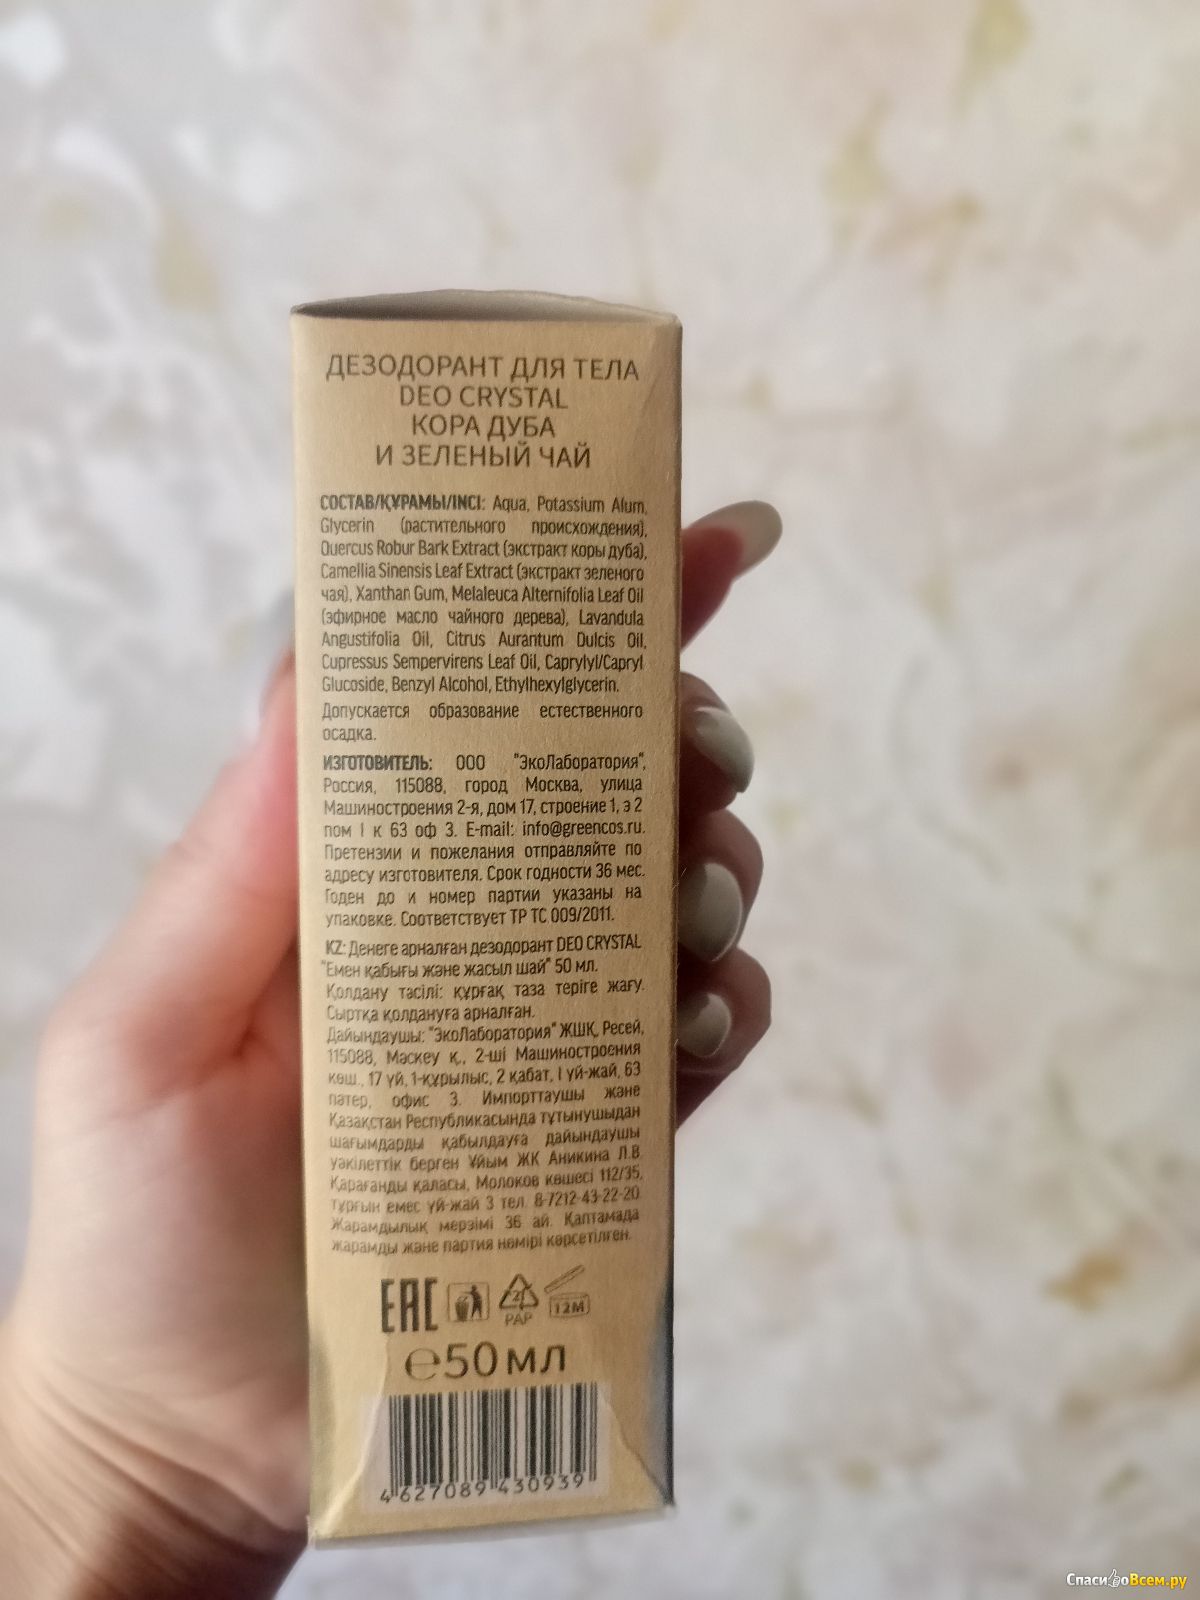 ДЕЗОДОРАНТ ДЛЯ ТЕЛА
DEO CRYSTAL
КОРА ДУБА
И ЗЕЛЕНЫЙ ЧАЙ
СОСТАВ/ҚҰРАМЫ/INCI: Aqua, Potassium Alum,
Glycerin (растительного происхождения),
Quercus Robur Bark Extract (экстракт коры дуба),
Camellia Sinensis Leaf Extract (экстракт зеленого
чая), Xanthan Gum, Melaleuca Alternifolia Leaf Oil
(эфирное масло чайного дерева), Lavandula
Angustifolia Oil, Citrus Aurantum Dulcis Oil,
Cupressus Sempervirens Leaf Oil, Caprylyl/Capryl
Glucoside, Benzyl Alcohol, Ethylhexylglycerin.
Допускается образование естественного
осадка.
ИЗГОТОВИТЕЛЬ: ООО "ЭкоЛаборатория",
Россия, 115088, город Москва, улица
Машиностроения 2-я, дом 17, строение 1, э 2
пом I к 63 оф 3. E-mail: info@greencos.ru.
Претензии и пожелания отправляйте по
адресу изготовителя. Срок годности 36 мес.
Годен до и номер партии указаны на
упаковке. Соответствует ТР ТС 009/2011.
KZ: Денеге арналған дезодорант DEO CRYSTAL
"Емен қабығы және жасыл шай" 50 мл.
Қолдану тәсілі: құрғақ таза теріге жағу.
Сыртқа қолдануға арналған.
Дайындаушы: "ЭкоЛаборатория" ЖШҚ, Ресей,
115088, Мәскеу қ., 2-ші Машиностроения
көш., 17 үй, 1-құрылыс, 2 қабат, I үй-жай, 63
пәтер, офис 3. Импорттаушы және
Қазақстан Республикасында тұтынушыдан
шағымдарды қабылдауға дайындаушы
уәкілеттік берген Ұйым ЖК Аникина Л.В.
Қарағанды қаласы, Молоков көшесі 112/35,
тұрғын емес үй-жай 3 тел. 8-7212-43-22-20.
Жарамдылық мерзімі 36 ай. Қаптамада
жарамды және партия нөмірі көрсетілген.
EAC
21
PAP
12M
℮50 мл
4 627089 430939
СпасибоВсем.ру